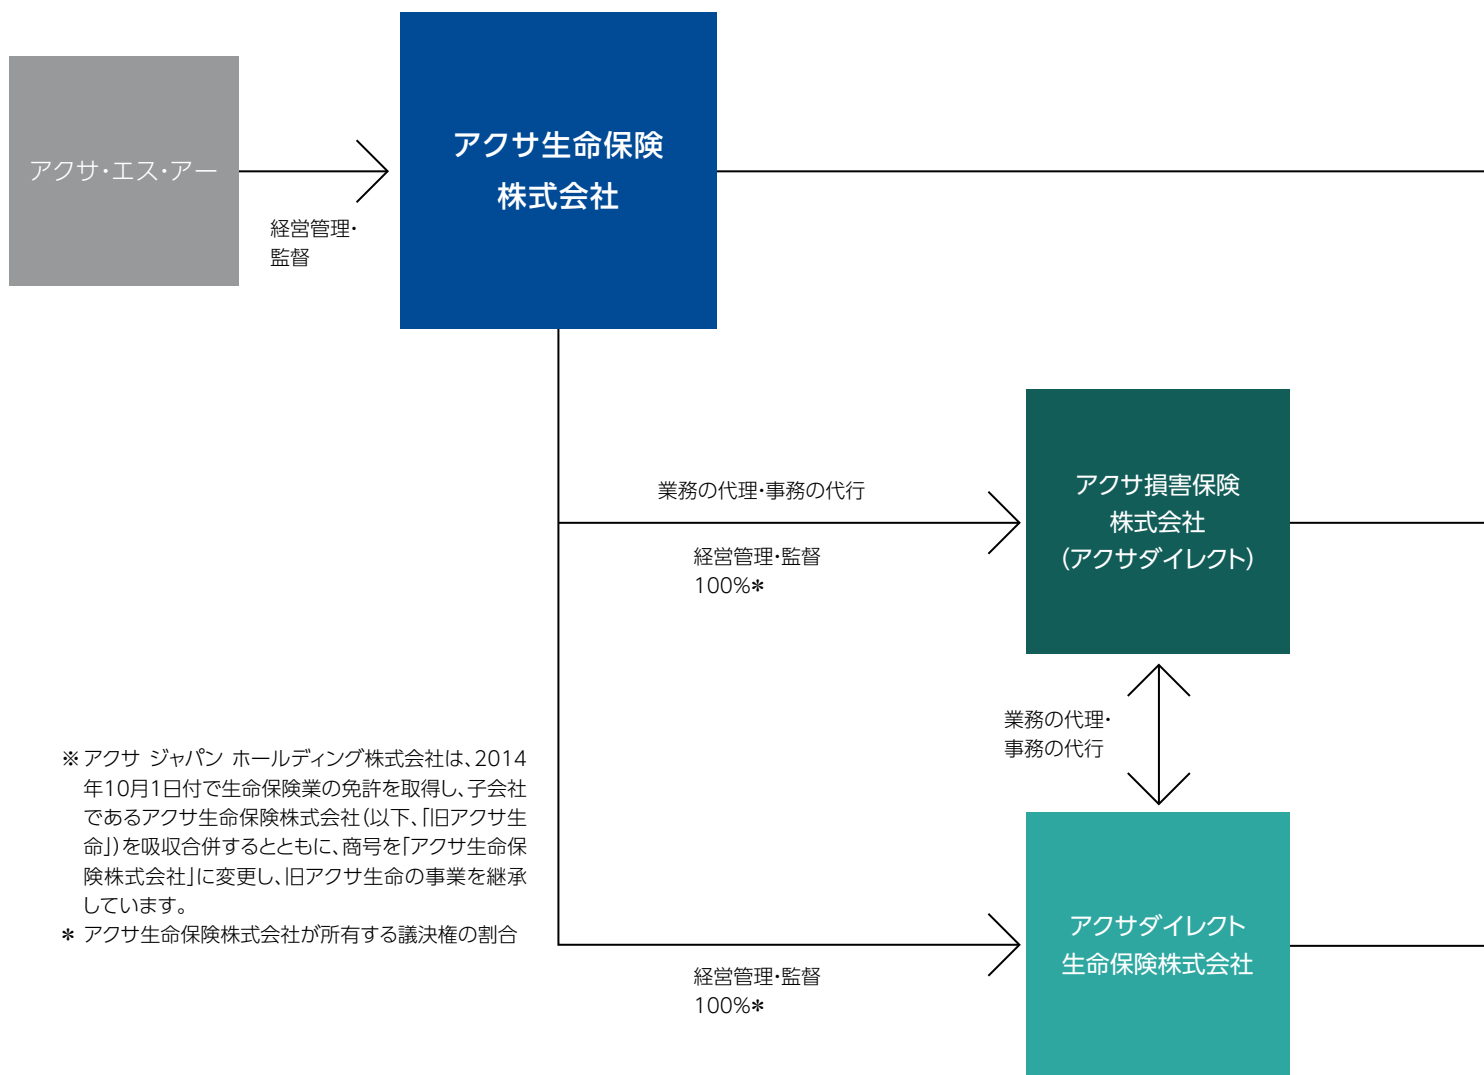 アクサ・エス・アー
経営管理・
監督
アクサ生命保険
株式会社
業務の代理・事務の代行
経営管理・監督
100%*
アクサ損害保険
株式会社
(アクサダイレクト)
業務の代理・
事務の代行
経営管理・監督
100%*
アクサダイレクト
生命保険株式会社
※アクサ ジャパン ホールディング株式会社は、2014
年10月1日付で生命保険業の免許を取得し、子会社
であるアクサ生命保険株式会社(以下、「旧アクサ生
命」)を吸収合併するとともに、商号を「アクサ生命保
険株式会社」に変更し、旧アクサ生命の事業を継承
しています。
* アクサ生命保険株式会社が所有する議決権の割合